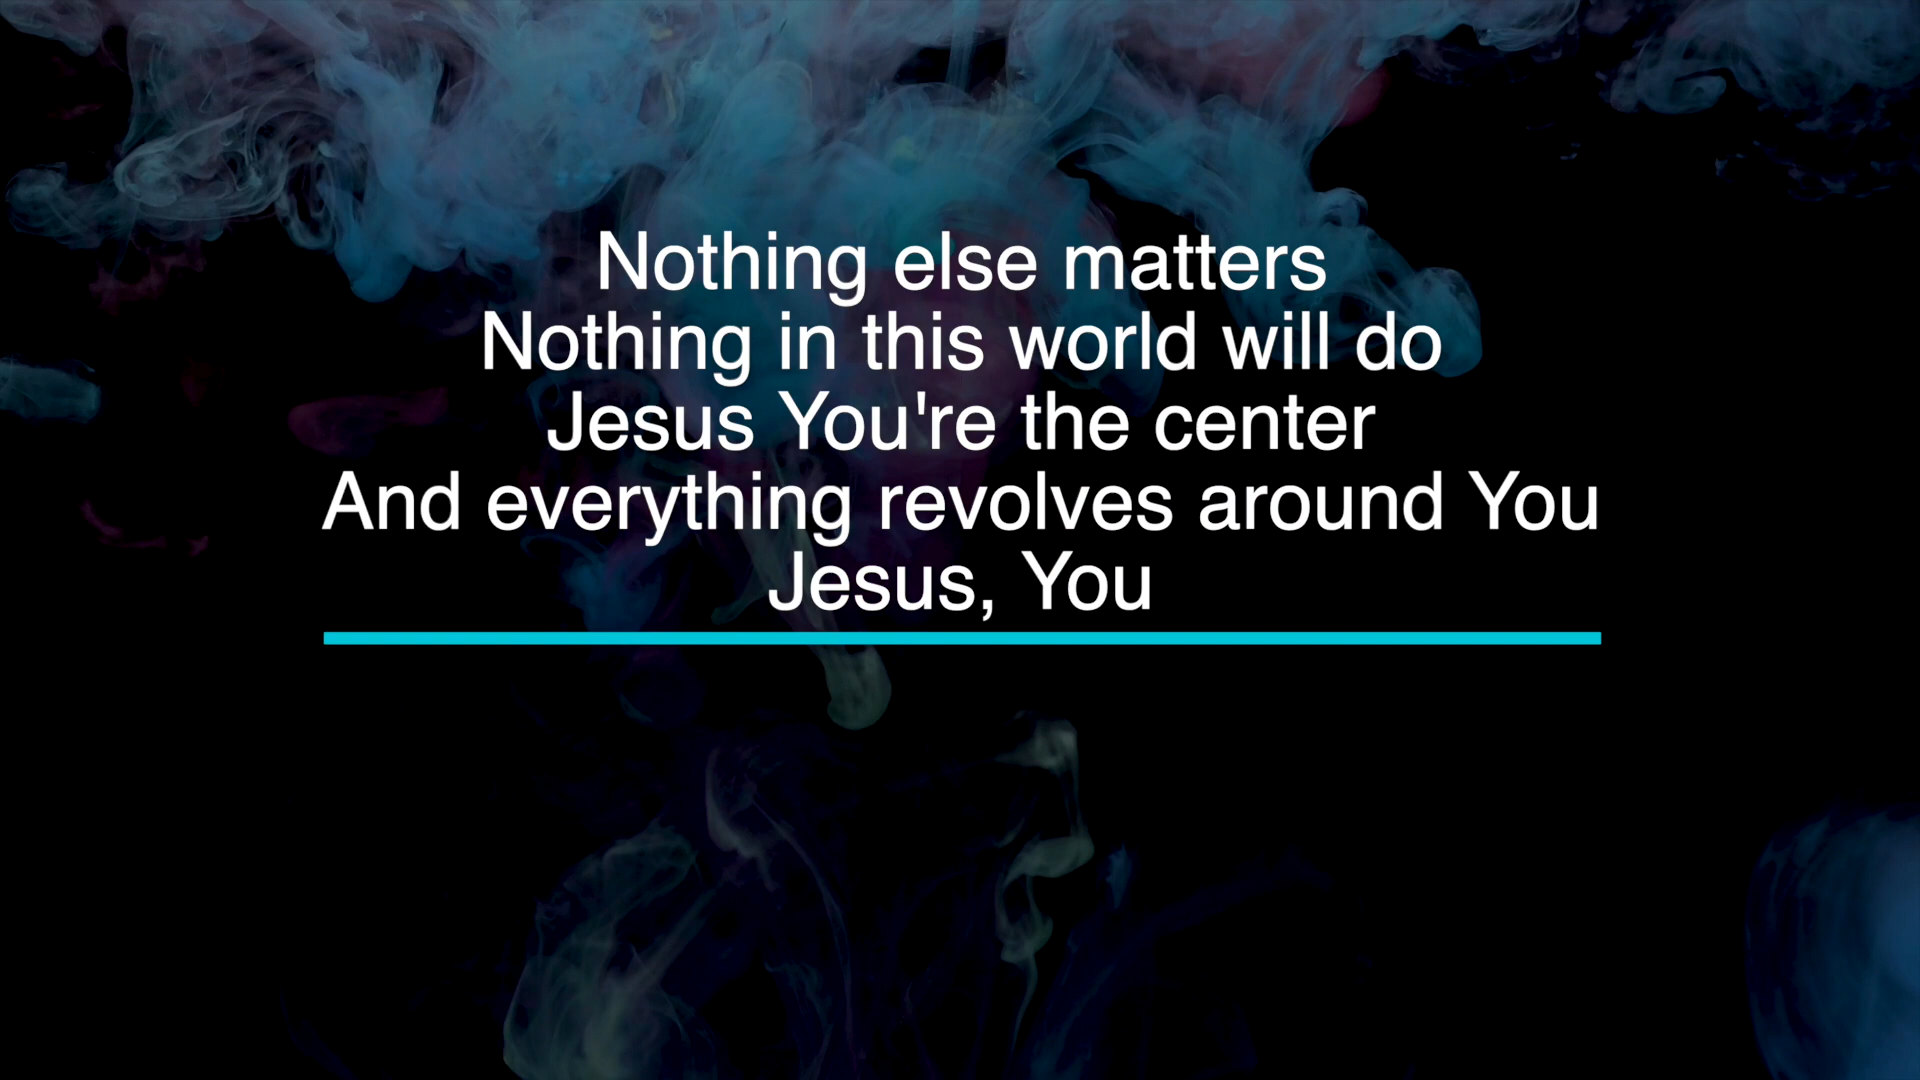 Nothing else matters
Nothing in this world will do
Jesus You're the center
And everything revolves around You
Jesus, You